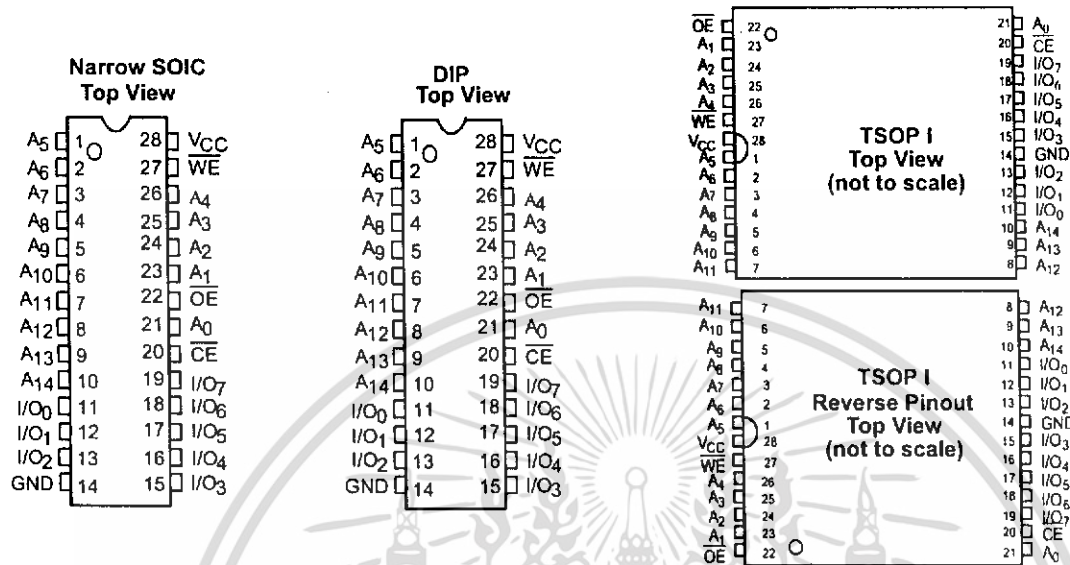 Narrow SOIC
Top View
A5 1 28 VCC
A6 2 27 W̅E̅
A7 3 26 A4
A8 4 25 A3
A9 5 24 A2
A10 6 23 A1
A11 7 22 O̅E̅
A12 8 21 A0
A13 9 20 C̅E̅
A14 10 19 I/O7
I/O0 11 18 I/O6
I/O1 12 17 I/O5
I/O2 13 16 I/O4
GND 14 15 I/O3
DIP
Top View
A5 1 28 VCC
A6 2 27 W̅E̅
A7 3 26 A4
A8 4 25 A3
A9 5 24 A2
A10 6 23 A1
A11 7 22 O̅E̅
A12 8 21 A0
A13 9 20 C̅E̅
A14 10 19 I/O7
I/O0 11 18 I/O6
I/O1 12 17 I/O5
I/O2 13 16 I/O4
GND 14 15 I/O3
O̅E̅ 22 21 A0
A1 23 20 C̅E̅
A2 24 19 I/O7
A3 25 18 I/O6
A4 26 17 I/O5
W̅E̅ 27 16 I/O4
VCC 28 15 I/O3
A5 1 14 GND
A6 2 13 I/O2
A7 3 12 I/O1
A8 4 11 I/O0
A9 5 10 A14
A10 6 9 A13
A11 7 8 A12
TSOP I
Top View
(not to scale)
A11 7 8 A12
A10 6 9 A13
A9 5 10 A14
A8 4 11 I/O0
A7 3 12 I/O1
A6 2 13 I/O2
A5 1 14 GND
VCC 28 15 I/O3
W̅E̅ 27 16 I/O4
A4 26 17 I/O5
A3 25 18 I/O6
A2 24 19 I/O7
A1 23 20 C̅E̅
O̅E̅ 22 21 A0
TSOP I
Reverse Pinout
Top View
(not to scale)